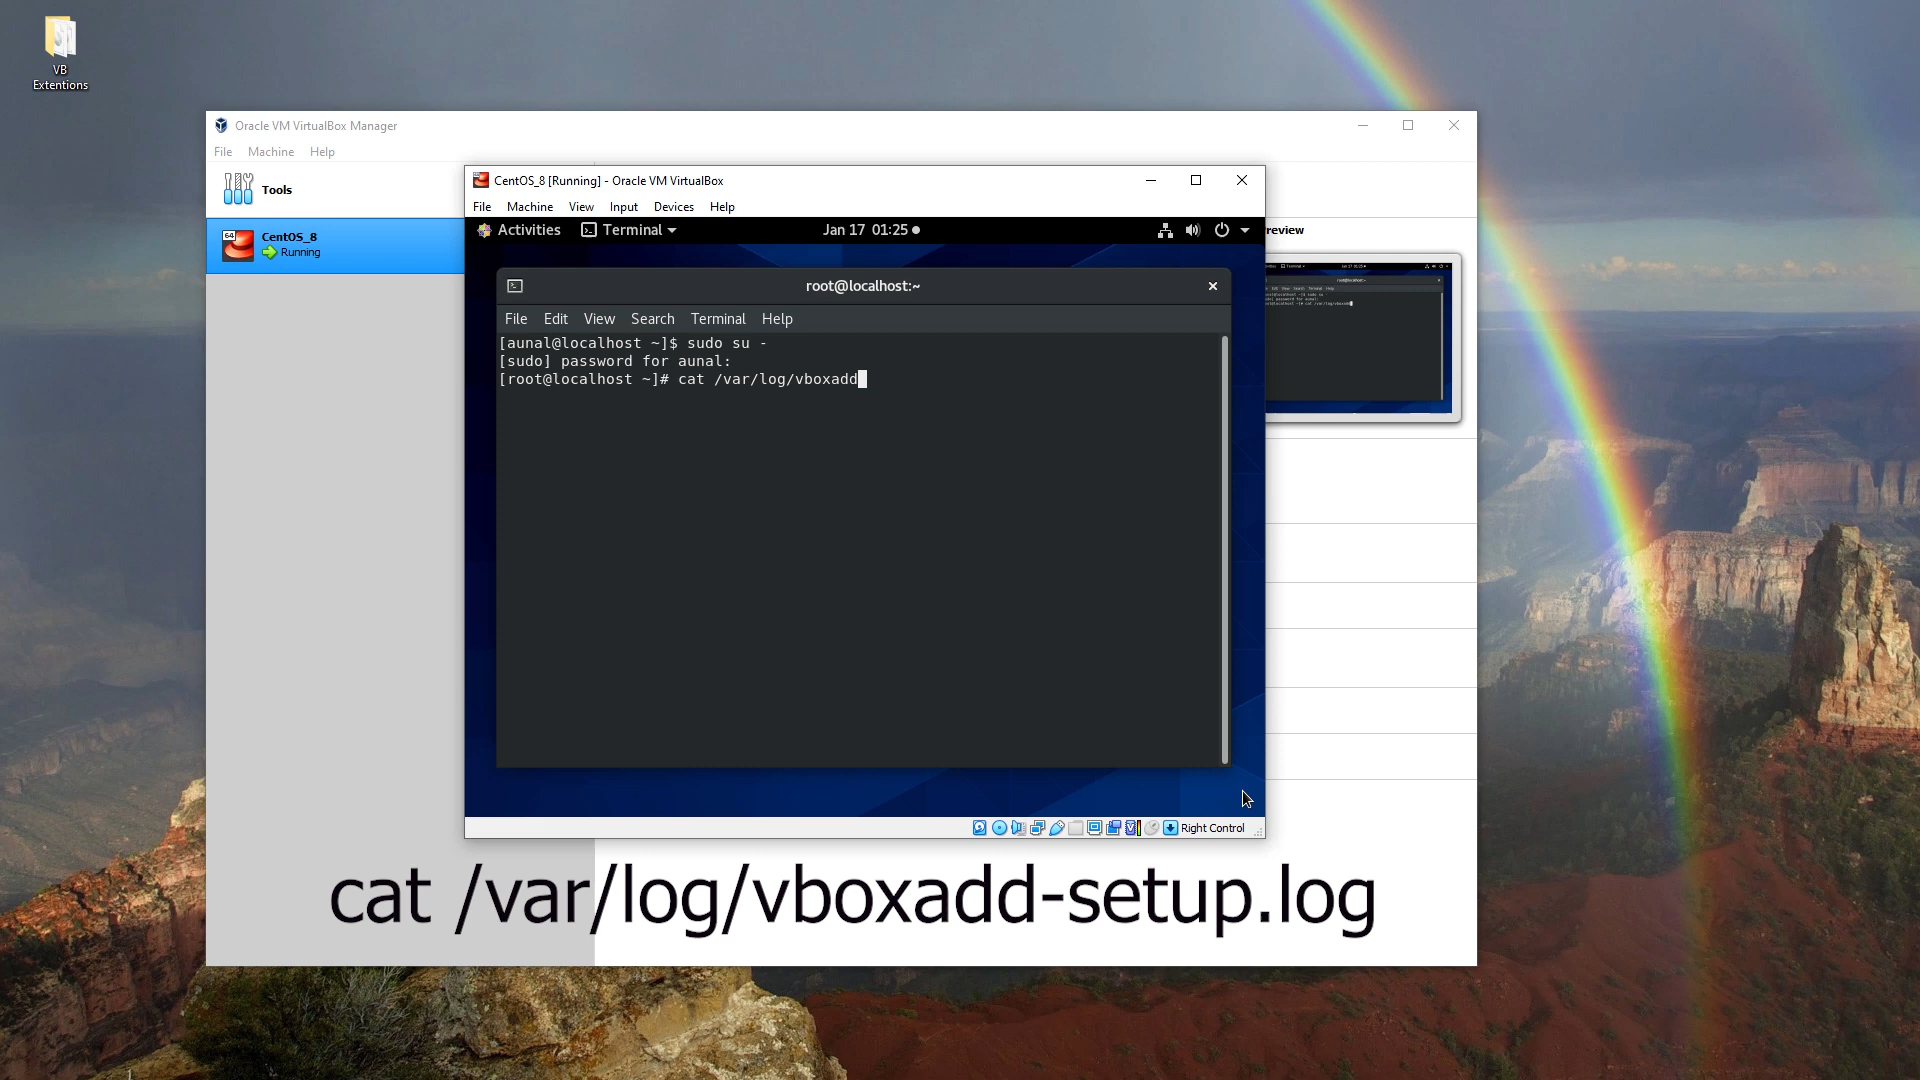 VB
Extentions
Oracle VM VirtualBox Manager
File Machine Help
Tools
64
CentOS_8
Running
CentOS_8 [Running] - Oracle VM VirtualBox
File Machine View Input Devices Help
Activities Terminal Jan 17 01:25
root@localhost:~
File Edit View Search Terminal Help
[aunal@localhost ~]$ sudo su -
[sudo] password for aunal:
[root@localhost ~]# cat /var/log/vboxadd
review
Right Control
cat /var/log/vboxadd-setup.log